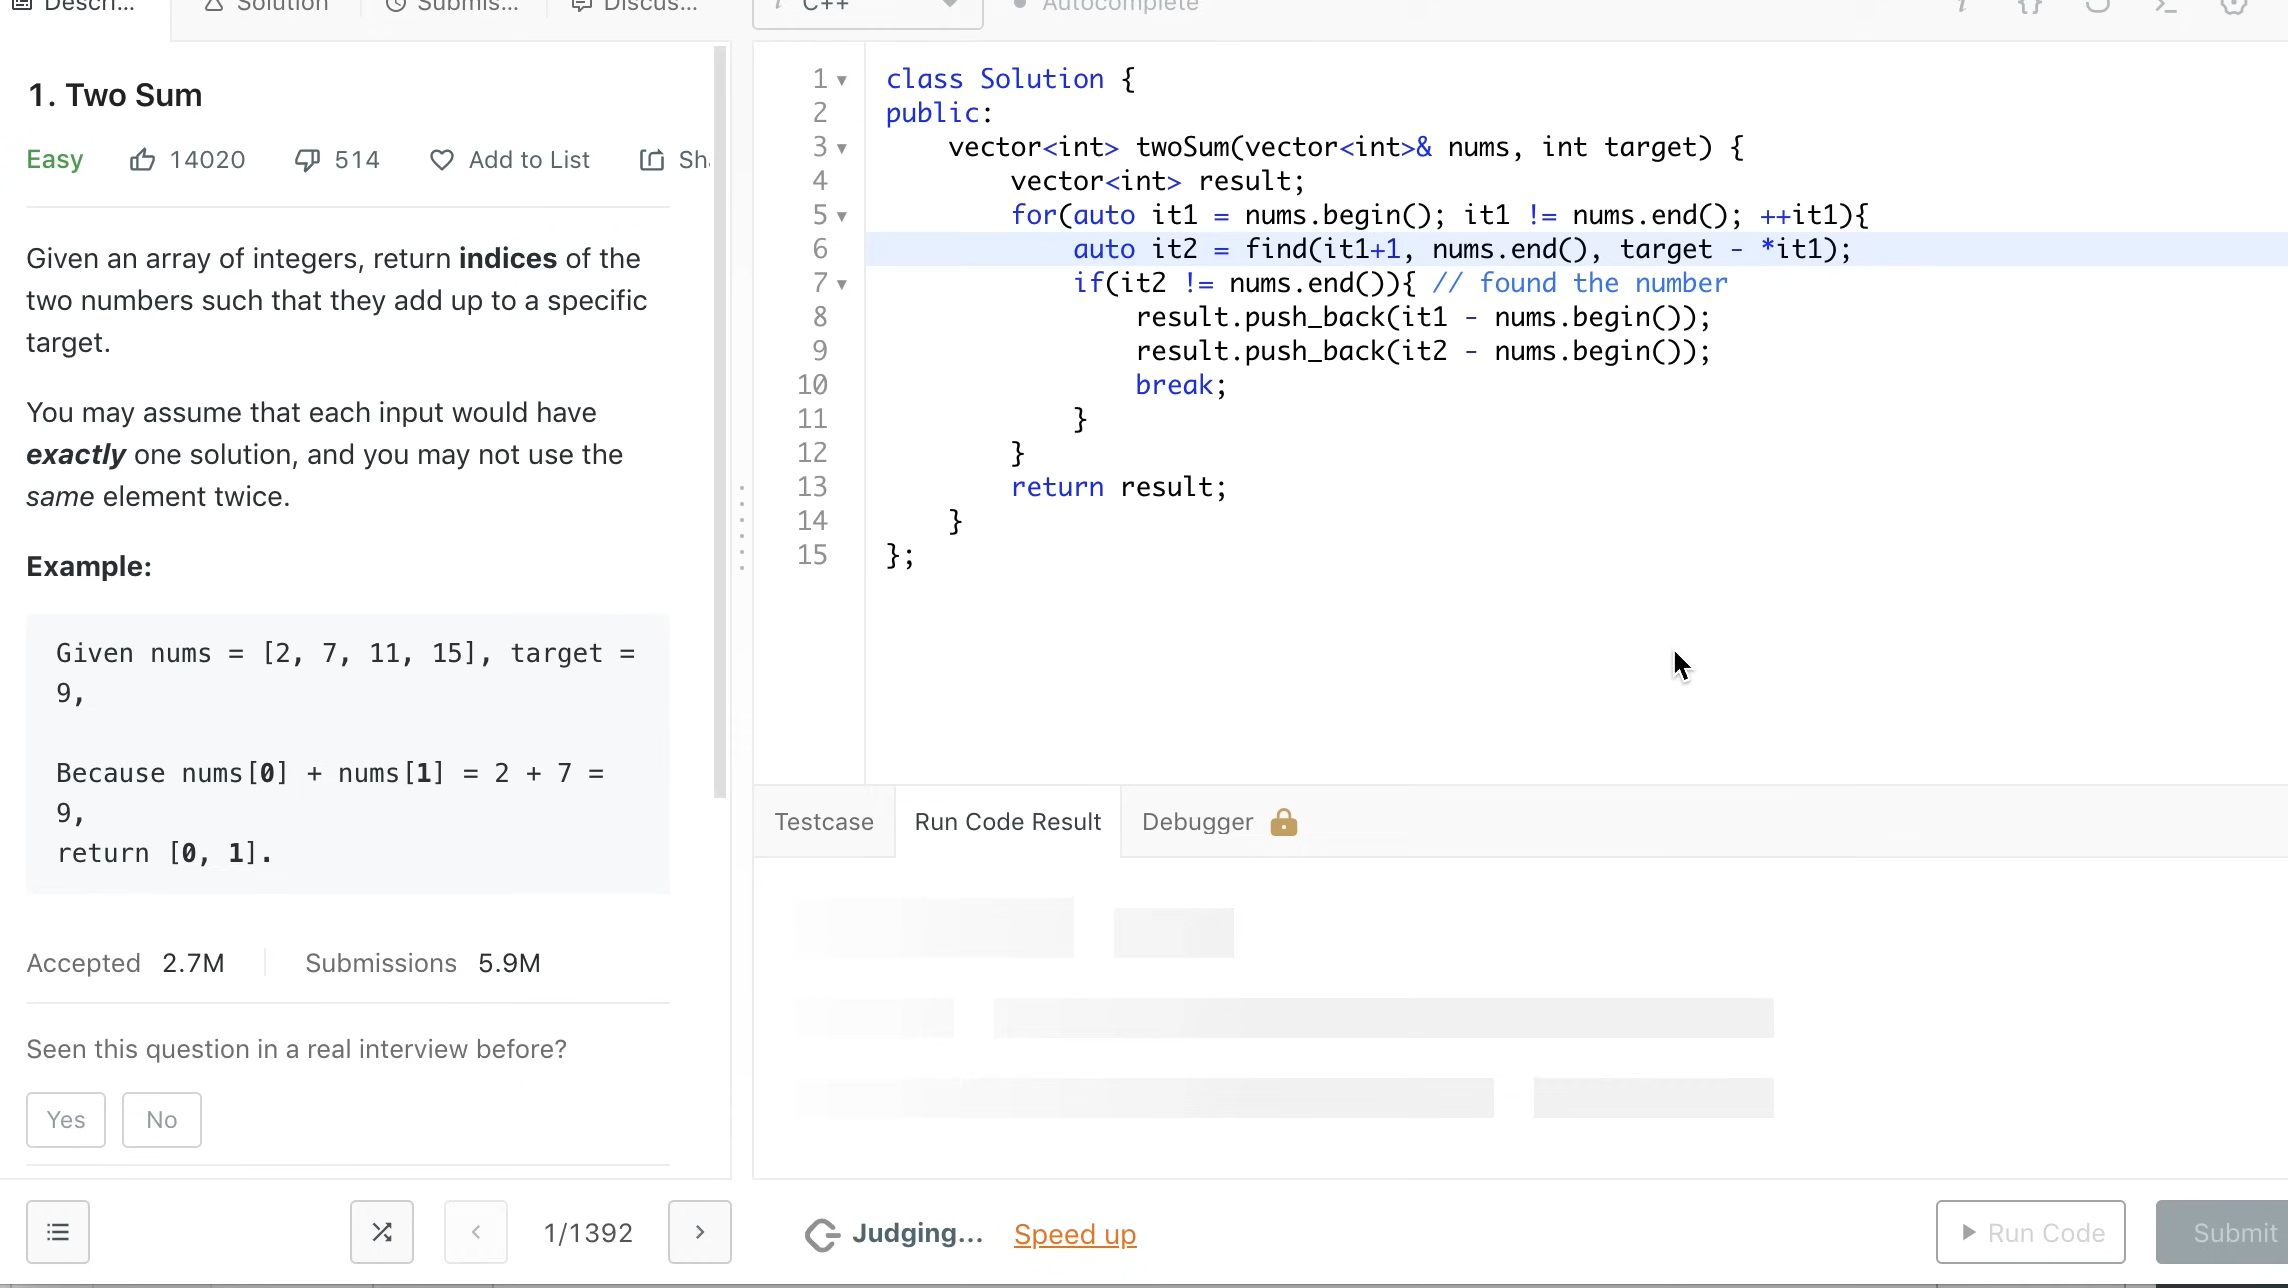 Descri...
Solution
Submis...
Discus...
C++
Autocomplete
1. Two Sum
Easy 14020 514 Add to List
Given an array of integers, return indices of the
two numbers such that they add up to a specific
target.
You may assume that each input would have
exactly one solution, and you may not use the
same element twice.
Example:
Given nums = [2, 7, 11, 15], target =
9,
Because nums[0] + nums[1] = 2 + 7 =
9,
return [0, 1].
Accepted 2.7M Submissions 5.9M
Seen this question in a real interview before?
Yes No
1/1392
1 class Solution {
2 public:
3 vector<int> twoSum(vector<int>& nums, int target) {
4 vector<int> result;
5 for(auto it1 = nums.begin(); it1 != nums.end(); ++it1){
6 auto it2 = find(it1+1, nums.end(), target - *it1);
7 if(it2 != nums.end()){ // found the number
8 result.push_back(it1 - nums.begin());
9 result.push_back(it2 - nums.begin());
10 break;
11 }
12 }
13 return result;
14 }
15 };
Testcase Run Code Result Debugger
Judging... Speed up
Run Code Submit